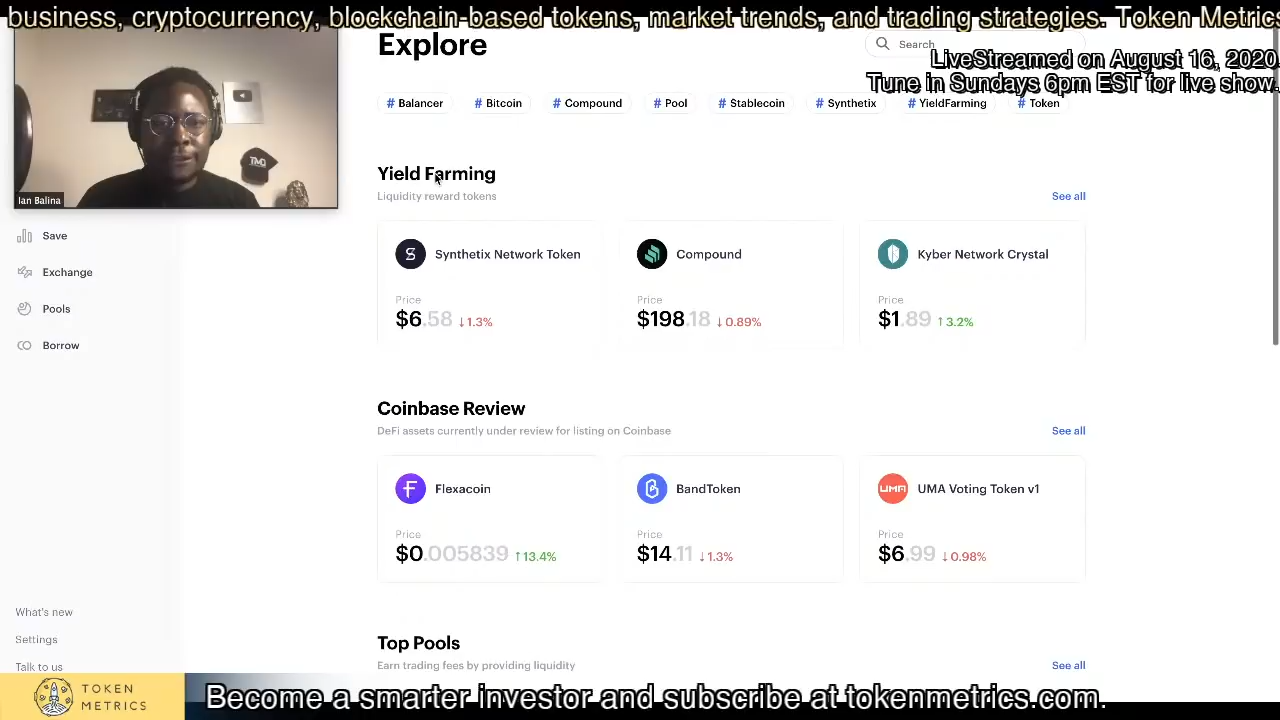 business, cryptocurrency, blockchain-based tokens, market trends, and trading strategies. Token Metrics
Explore
Search
LiveStreamed on August 16, 2020.
Tune in Sundays 6pm EST for live show.
# Balancer
# Bitcoin
# Compound
# Pool
# Stablecoin
# Synthetix
# YieldFarming
# Token
TMQ
Ian Balina
Yield Farming
Liquidity reward tokens
See all
Save
Exchange
Pools
Borrow
Synthetix Network Token
Price
$6.58 ↓1.3%
Compound
Price
$198.18 ↓0.89%
Kyber Network Crystal
Price
$1.89 ↑3.2%
Coinbase Review
DeFi assets currently under review for listing on Coinbase
See all
Flexacoin
Price
$0.005839 ↑13.4%
BandToken
Price
$14.11 ↓1.3%
UMA
UMA Voting Token v1
Price
$6.99 ↓0.98%
Top Pools
Earn trading fees by providing liquidity
See all
What's new
Settings
Talk to us
TOKEN
METRICS
Become a smarter investor and subscribe at tokenmetrics.com.